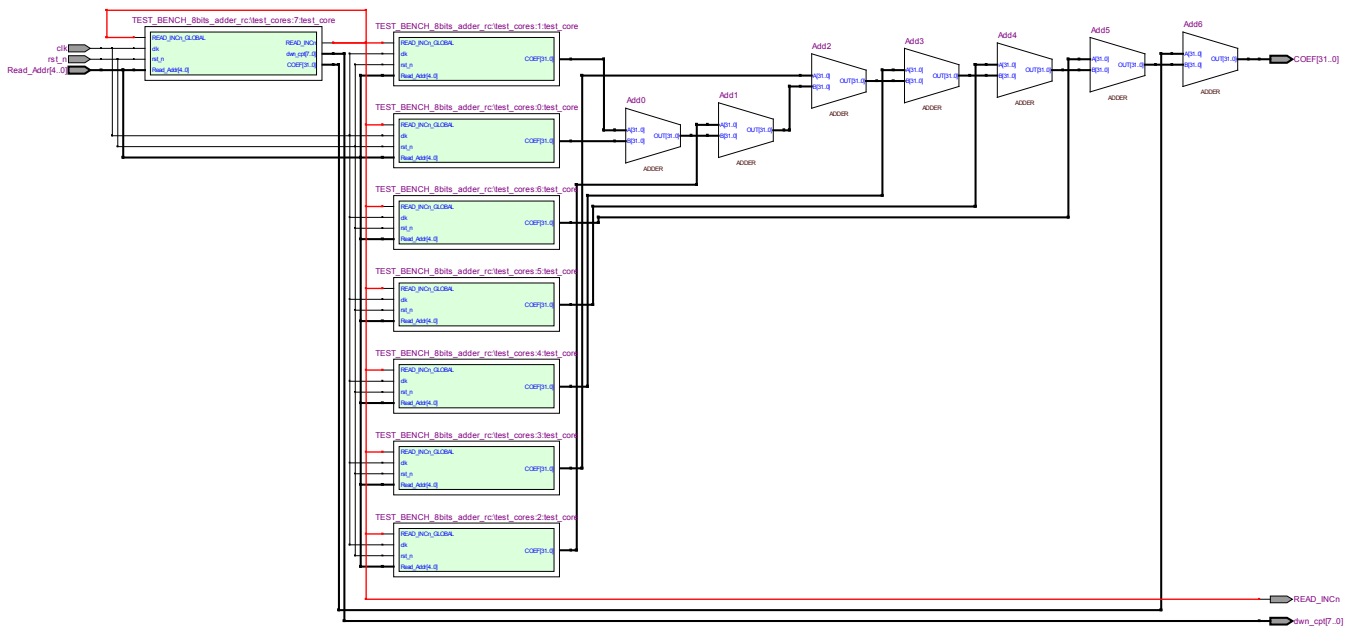 TEST_BENCH_8bits_adder_rc:\test_cores:7:test_core
READ_INCn_GLOBAL
clk
rst_n
Read_Addr[4..0]
READ_INCn
dwn_cpt[7..0]
COEF[31..0]
clk
rst_n
Read_Addr[4..0]
TEST_BENCH_8bits_adder_rc:\test_cores:1:test_core
READ_INCn_GLOBAL
clk
rst_n
Read_Addr[4..0]
COEF[31..0]
TEST_BENCH_8bits_adder_rc:\test_cores:0:test_core
READ_INCn_GLOBAL
clk
rst_n
Read_Addr[4..0]
COEF[31..0]
TEST_BENCH_8bits_adder_rc:\test_cores:6:test_core
READ_INCn_GLOBAL
clk
rst_n
Read_Addr[4..0]
COEF[31..0]
TEST_BENCH_8bits_adder_rc:\test_cores:5:test_core
READ_INCn_GLOBAL
clk
rst_n
Read_Addr[4..0]
COEF[31..0]
TEST_BENCH_8bits_adder_rc:\test_cores:4:test_core
READ_INCn_GLOBAL
clk
rst_n
Read_Addr[4..0]
COEF[31..0]
TEST_BENCH_8bits_adder_rc:\test_cores:3:test_core
READ_INCn_GLOBAL
clk
rst_n
Read_Addr[4..0]
COEF[31..0]
TEST_BENCH_8bits_adder_rc:\test_cores:2:test_core
READ_INCn_GLOBAL
clk
rst_n
Read_Addr[4..0]
COEF[31..0]
Add0
A[31..0]
B[31..0]
OUT[31..0]
ADDER
Add1
A[31..0]
B[31..0]
OUT[31..0]
ADDER
Add2
A[31..0]
B[31..0]
OUT[31..0]
ADDER
Add3
A[31..0]
B[31..0]
OUT[31..0]
ADDER
Add4
A[31..0]
B[31..0]
OUT[31..0]
ADDER
Add5
A[31..0]
B[31..0]
OUT[31..0]
ADDER
Add6
A[31..0]
B[31..0]
OUT[31..0]
ADDER
COEF[31..0]
READ_INCn
dwn_cpt[7..0]